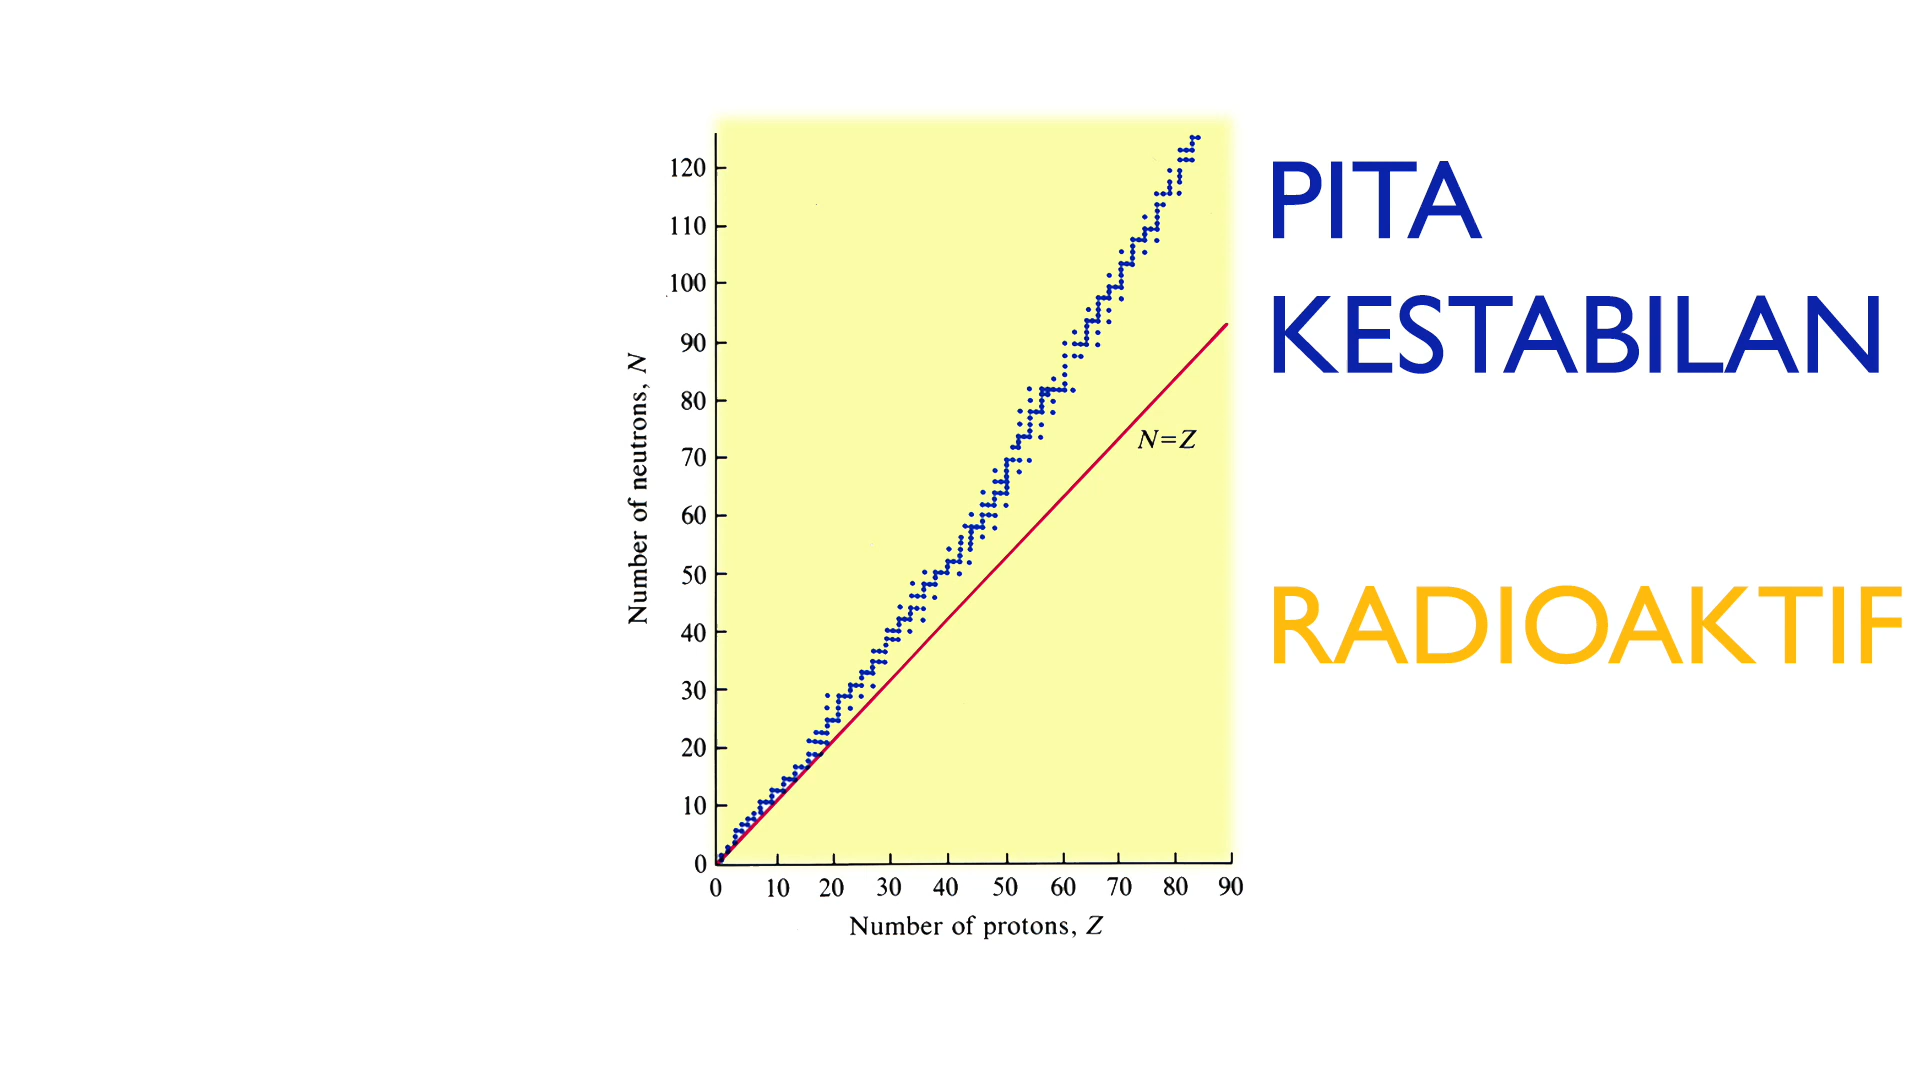 PITA
KESTABILAN
RADIOAKTIF
120
110
100
90
80
70
60
50
40
30
20
10
0
Number of neutrons, N
N=Z
0 10 20 30 40 50 60 70 80 90
Number of protons, Z